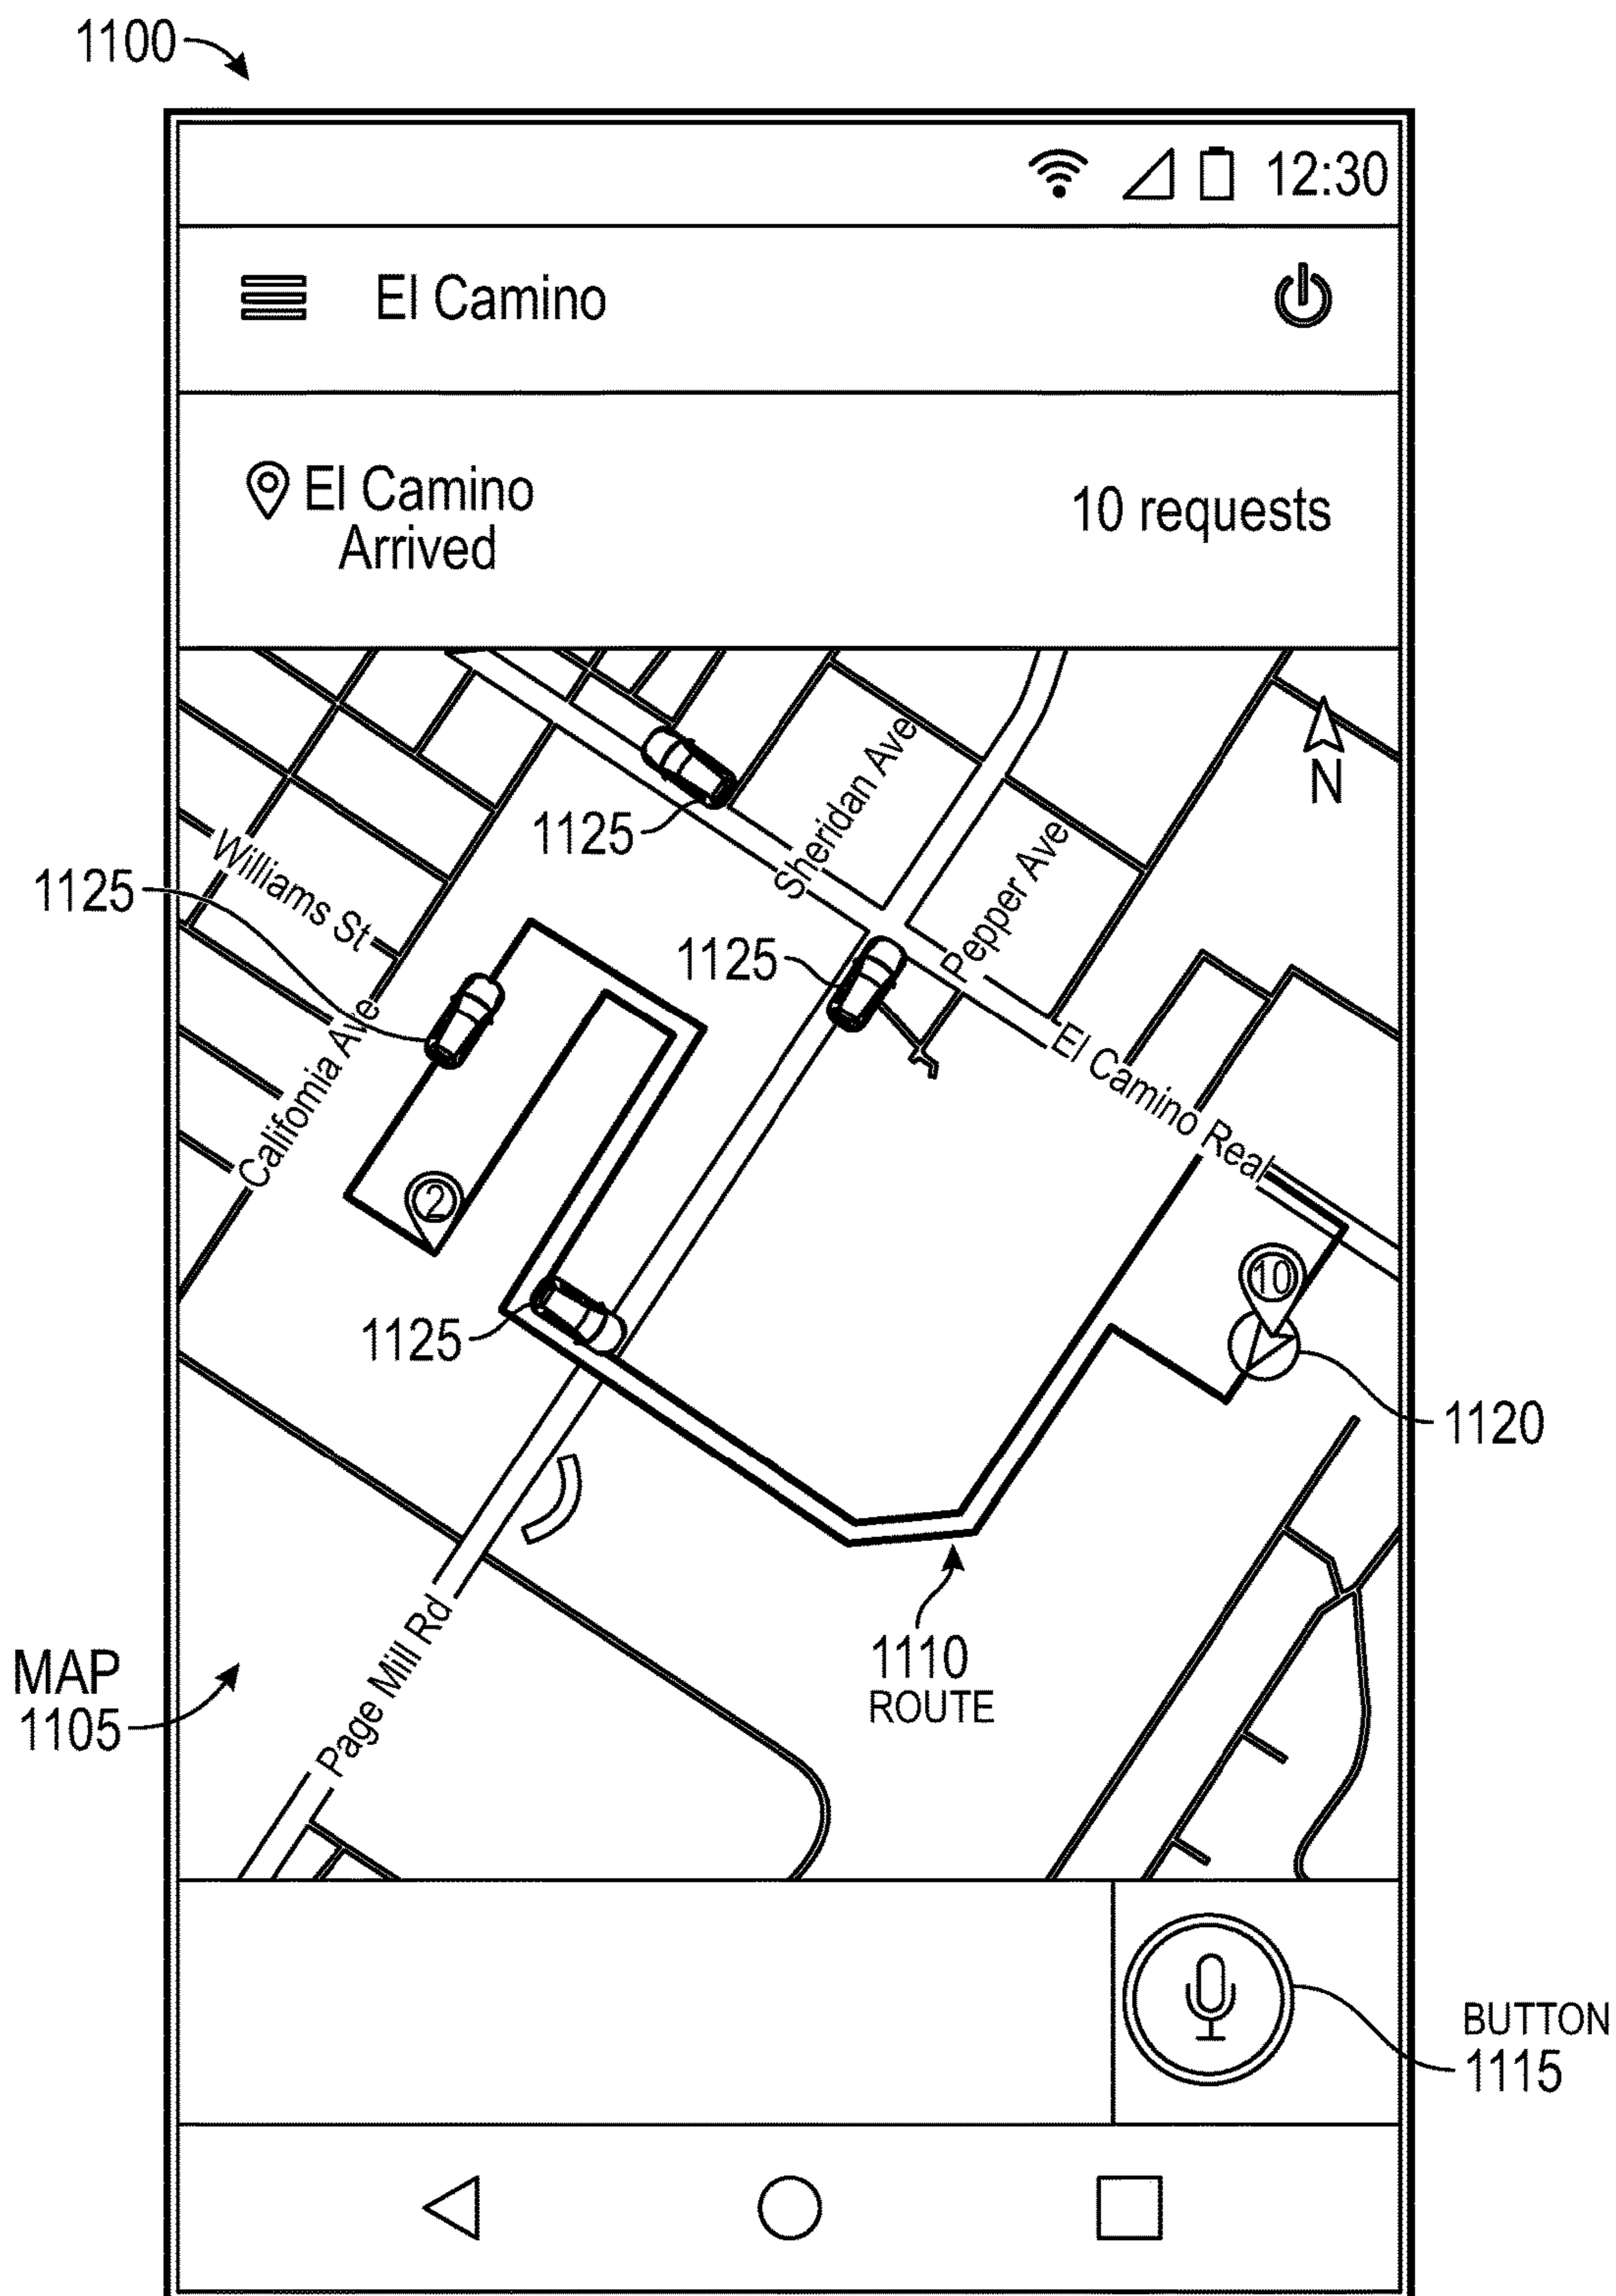 1100
12:30
El Camino
El Camino
Arrived
10 requests
N
Sheridan Ave
1125
Williams St
1125
Pepper Ave
1125
El Camino Real
California Ave
2
10
1125
1120
1110
ROUTE
Page Mill Rd
MAP
1105
BUTTON
1115